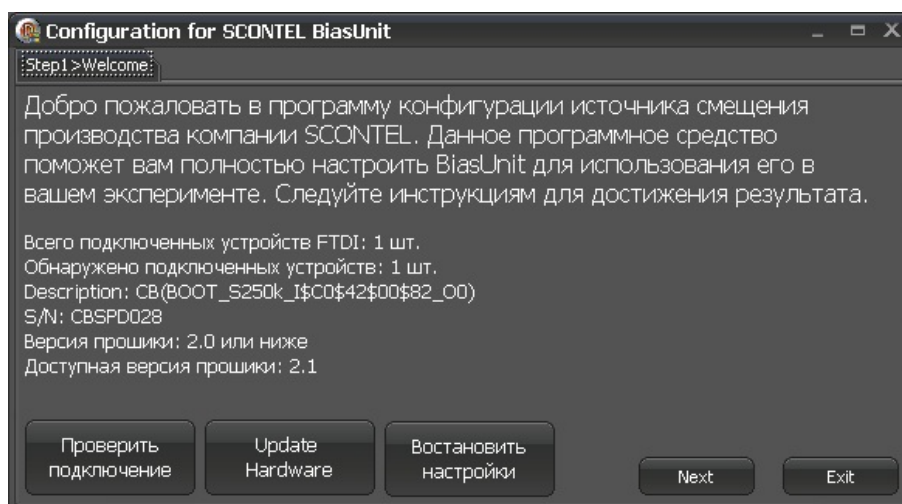 Configuration for SCONTEL BiasUnit
Step1>Welcome
Добро пожаловать в программу конфигурации источника смещения
производства компании SCONTEL. Данное программное средство
поможет вам полностью настроить BiasUnit для использования его в
вашем эксперименте. Следуйте инструкциям для достижения результата.
Всего подключенных устройств FTDI: 1 шт.
Обнаружено подключенных устройств: 1 шт.
Description: CB(BOOT_S250k_I$C0$42$00$82_O0)
S/N: CBSPD028
Версия прошики: 2.0 или ниже
Доступная версия прошики: 2.1
Проверить
подключение
Update
Hardware
Востановить
настройки
Next
Exit